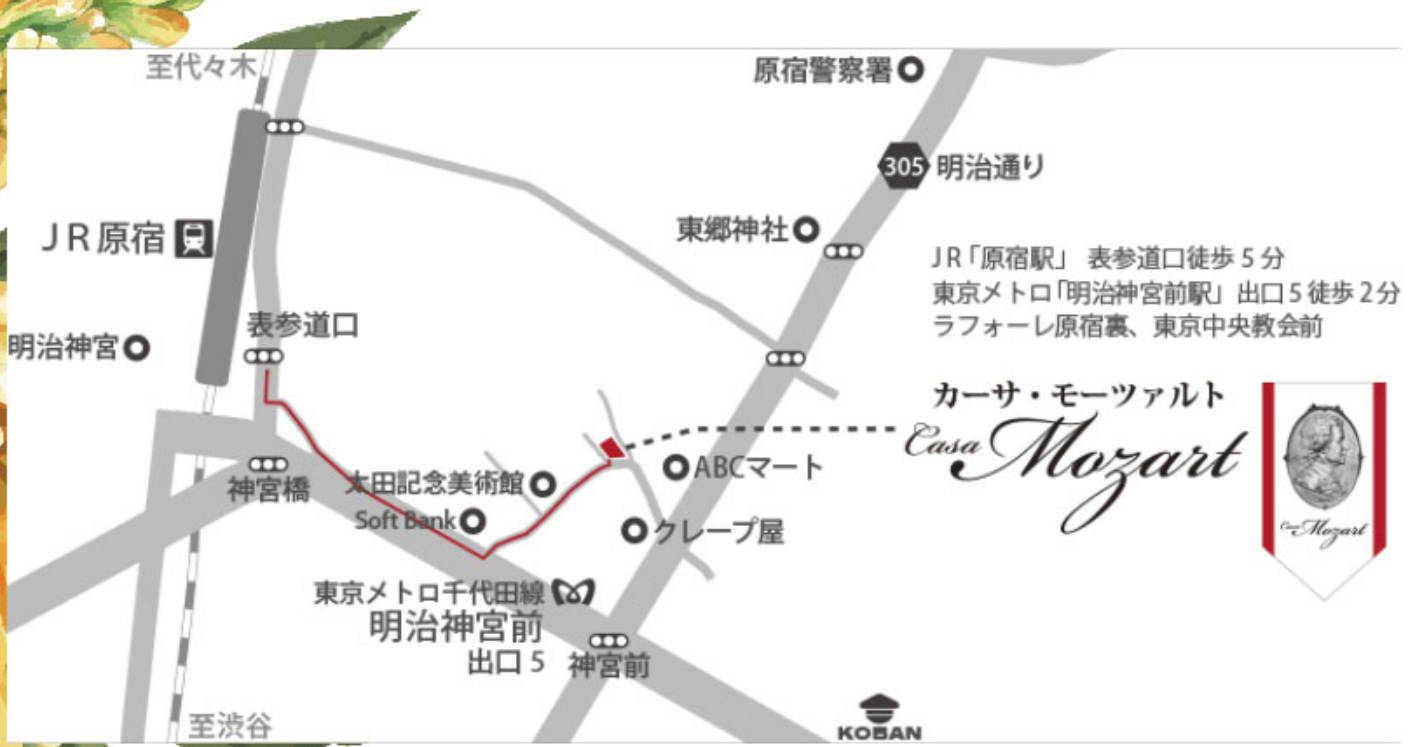 至代々木
原宿警察署
305 明治通り
JR原宿
東郷神社
JR「原宿駅」 表参道口徒歩5分
東京メトロ「明治神宮前駅」出口5徒歩2分
ラフォーレ原宿裏、東京中央教会前
表参道口
明治神宮
カーサ・モーツァルト
Casa Mozart
Casa Mozart
ABCマート
太田記念美術館
神宮橋
Soft Bank
クレープ屋
東京メトロ千代田線
明治神宮前
出口5
神宮前
至渋谷
KOBAN